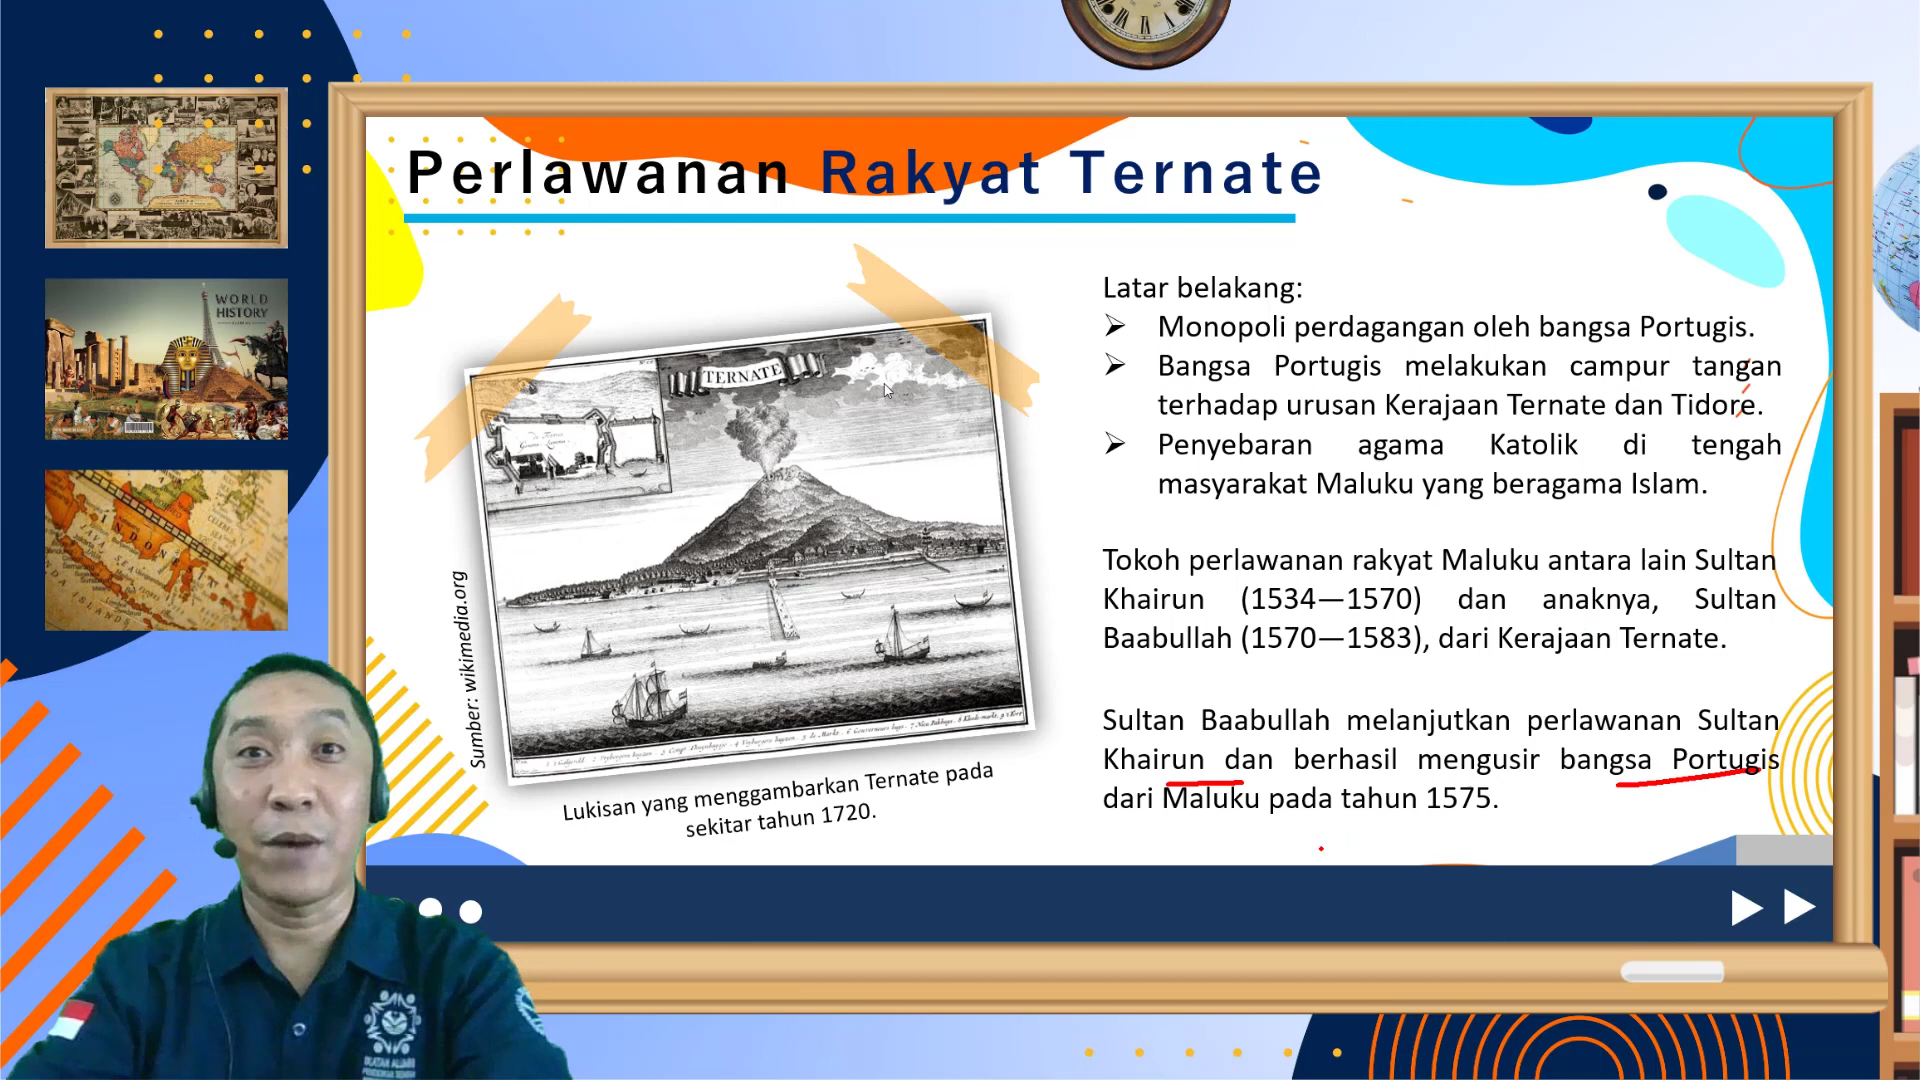 Perlawanan Rakyat Ternate
WORLD
HISTORY
INDONE
TERNATE
Sumber: wikimedia.org
Lukisan yang menggambarkan Ternate pada
sekitar tahun 1720.
Latar belakang:
➢ Monopoli perdagangan oleh bangsa Portugis.
➢ Bangsa Portugis melakukan campur tangan
terhadap urusan Kerajaan Ternate dan Tidore.
➢ Penyebaran agama Katolik di tengah
masyarakat Maluku yang beragama Islam.
Tokoh perlawanan rakyat Maluku antara lain Sultan
Khairun (1534—1570) dan anaknya, Sultan
Baabullah (1570—1583), dari Kerajaan Ternate.
Sultan Baabullah melanjutkan perlawanan Sultan
Khairun dan berhasil mengusir bangsa Portugis
dari Maluku pada tahun 1575.